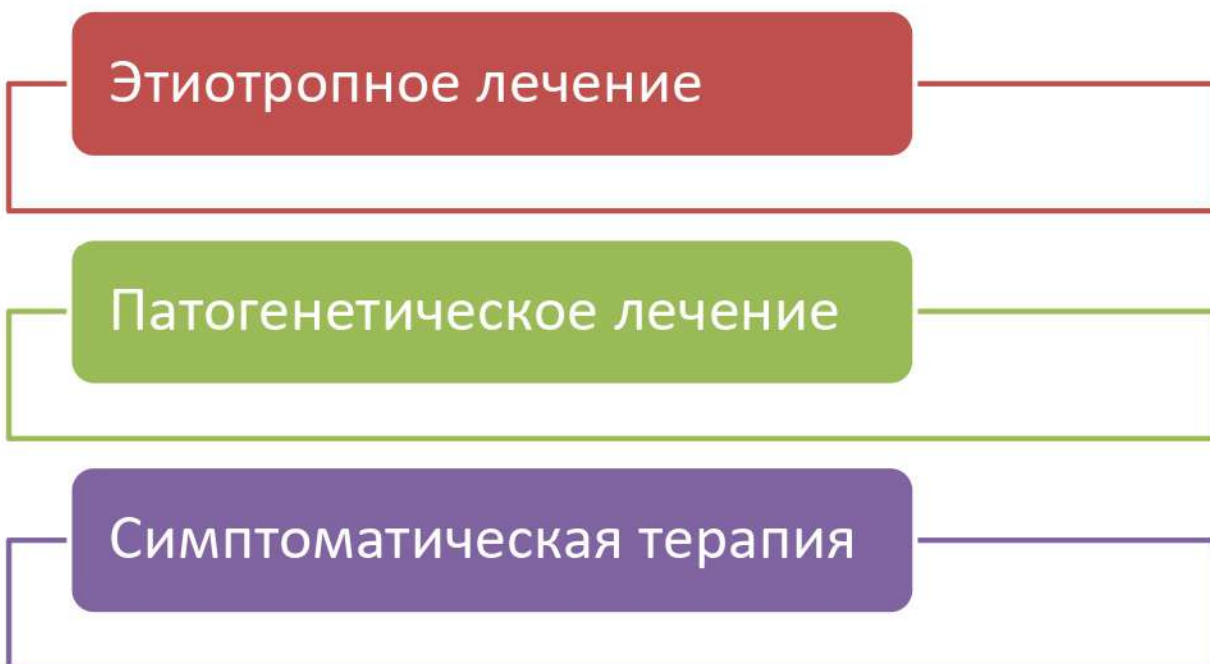 Этиотропное лечение
Патогенетическое лечение
Симптоматическая терапия